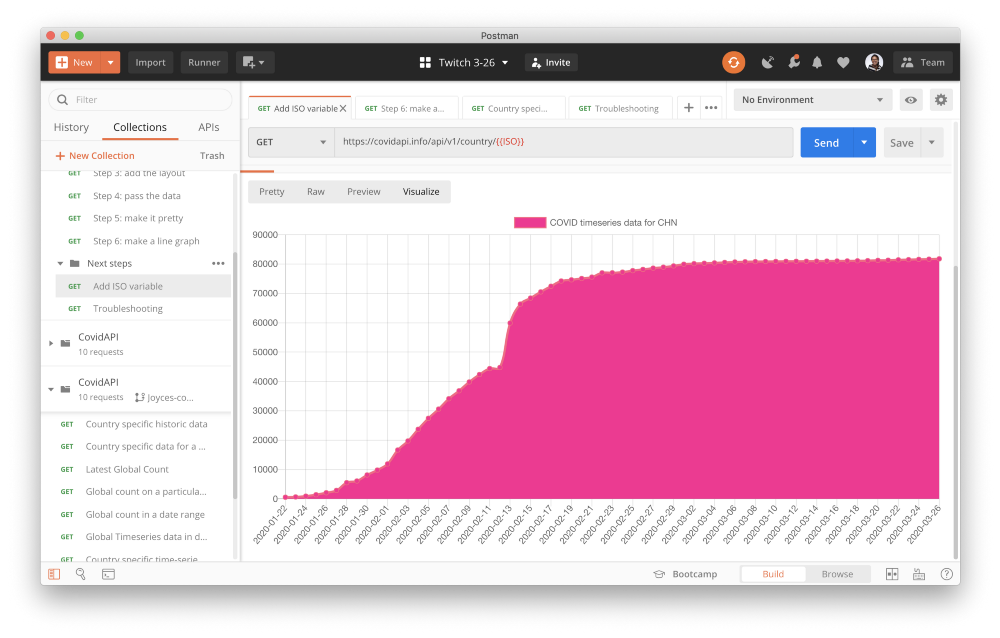 Postman
New
Import
Runner
Twitch 3-26
Invite
Team
Filter
History
Collections
APIs
New Collection
Trash
GET Step 3: add the layout
GET Step 4: pass the data
GET Step 5: make it pretty
GET Step 6: make a line graph
Next steps
GET Add ISO variable
GET Troubleshooting
CovidAPI
10 requests
CovidAPI
10 requests Joyces-co...
GET Country specific historic data
GET Country specific data for a ...
GET Latest Global Count
GET Global count on a particula...
GET Global count in a date range
GET Global Timeseries data in d...
GET Country specific time-serie
GET Add ISO variable
GET Step 6: make a...
GET Country speci...
GET Troubleshooting
No Environment
GET
https://covidapi.info/api/v1/country/{{ISO}}
Send
Save
Pretty
Raw
Preview
Visualize
COVID timeseries data for CHN
90000
80000
70000
60000
50000
40000
30000
20000
10000
0
2020-01-22
2020-01-24
2020-01-26
2020-01-28
2020-01-30
2020-02-01
2020-02-03
2020-02-05
2020-02-07
2020-02-09
2020-02-11
2020-02-13
2020-02-15
2020-02-17
2020-02-19
2020-02-21
2020-02-23
2020-02-25
2020-02-27
2020-02-29
2020-03-02
2020-03-04
2020-03-06
2020-03-08
2020-03-10
2020-03-12
2020-03-14
2020-03-16
2020-03-18
2020-03-20
2020-03-22
2020-03-24
2020-03-26
Bootcamp
Build
Browse